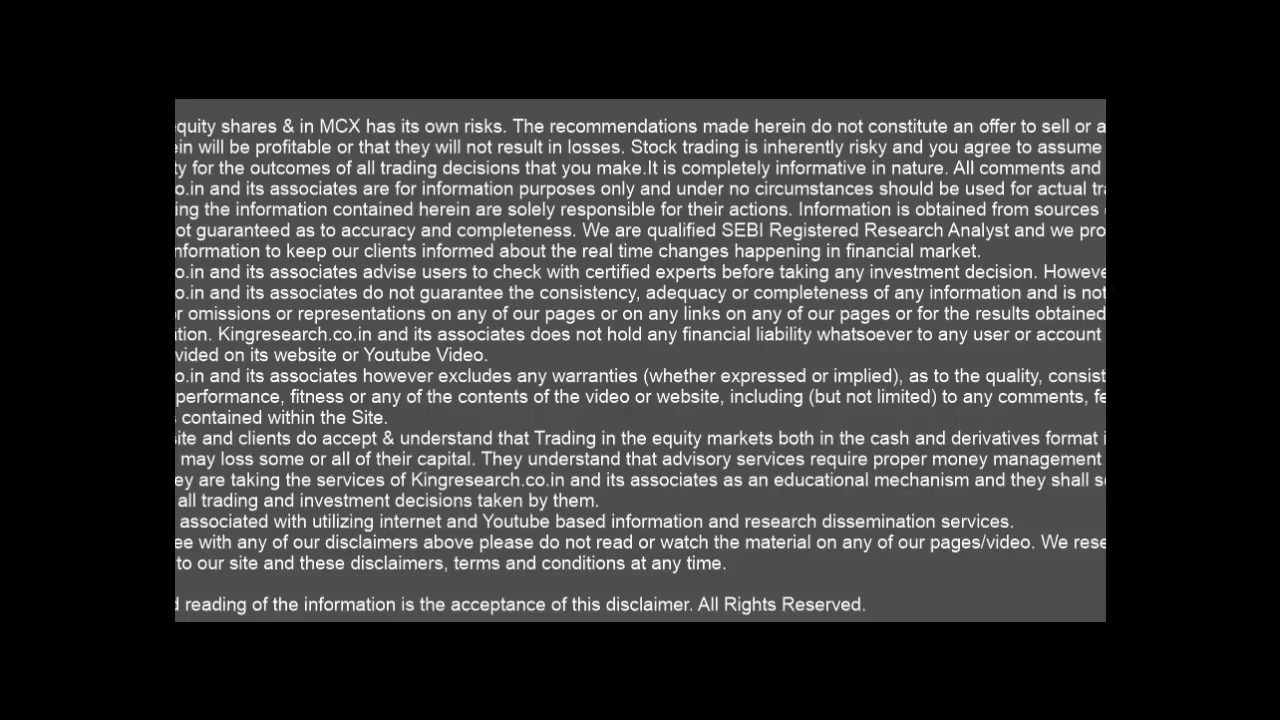 equity shares & in MCX has its own risks. The recommendations made herein do not constitute an offer to sell or a
ein will be profitable or that they will not result in losses. Stock trading is inherently risky and you agree to assume
ty for the outcomes of all trading decisions that you make.It is completely informative in nature. All comments and
o.in and its associates are for information purposes only and under no circumstances should be used for actual tra
ing the information contained herein are solely responsible for their actions. Information is obtained from sources
ot guaranteed as to accuracy and completeness. We are qualified SEBI Registered Research Analyst and we pro
nformation to keep our clients informed about the real time changes happening in financial market.
o.in and its associates advise users to check with certified experts before taking any investment decision. Howeve
o.in and its associates do not guarantee the consistency, adequacy or completeness of any information and is not
r omissions or representations on any of our pages or on any links on any of our pages or for the results obtained
ation. Kingresearch.co.in and its associates does not hold any financial liability whatsoever to any user or account
vided on its website or Youtube Video.
o.in and its associates however excludes any warranties (whether expressed or implied), as to the quality, consist
performance, fitness or any of the contents of the video or website, including (but not limited) to any comments, fe
contained within the Site.
site and clients do accept & understand that Trading in the equity markets both in the cash and derivatives format i
may loss some or all of their capital. They understand that advisory services require proper money management
ey are taking the services of Kingresearch.co.in and its associates as an educational mechanism and they shall s
all trading and investment decisions taken by them.
associated with utilizing internet and Youtube based information and research dissemination services.
ee with any of our disclaimers above please do not read or watch the material on any of our pages/video. We rese
to our site and these disclaimers, terms and conditions at any time.
d reading of the information is the acceptance of this disclaimer. All Rights Reserved.